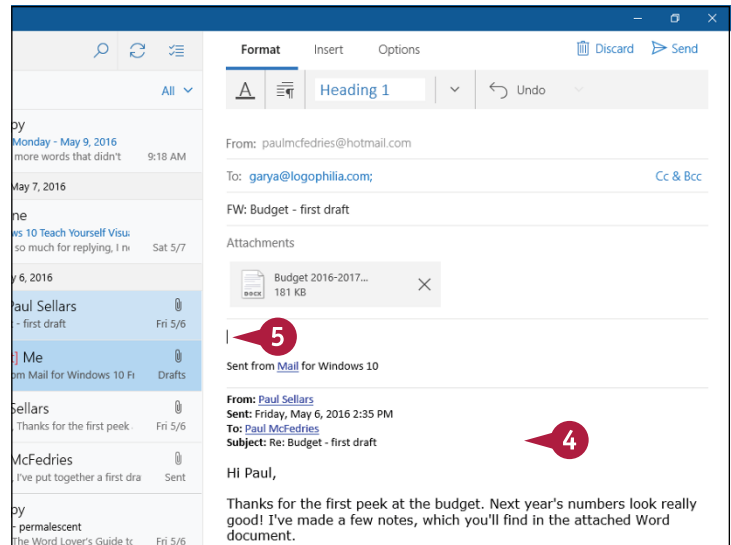 Format Insert Options Discard Send
All
A Heading 1 Undo
py
Monday - May 9, 2016
more words that didn't 9:18 AM
May 7, 2016
ne
ws 10 Teach Yourself Visua
so much for replying, I ne Sat 5/7
y 6, 2016
Paul Sellars
- first draft Fri 5/6
t] Me
om Mail for Windows 10 Fr Drafts
Sellars
, Thanks for the first peek Fri 5/6
McFedries
, I've put together a first dra Sent
py
- permalescent
The Word Lover's Guide to Fri 5/6
From: paulmcfedries@hotmail.com
To: garya@logophilia.com; Cc & Bcc
FW: Budget - first draft
Attachments
DOCX
Budget 2016-2017...
181 KB
5
Sent from Mail for Windows 10
From: Paul Sellars
Sent: Friday, May 6, 2016 2:35 PM
To: Paul McFedries
Subject: Re: Budget - first draft
4
Hi Paul,
Thanks for the first peek at the budget. Next year's numbers look really
good! I've made a few notes, which you'll find in the attached Word
document.